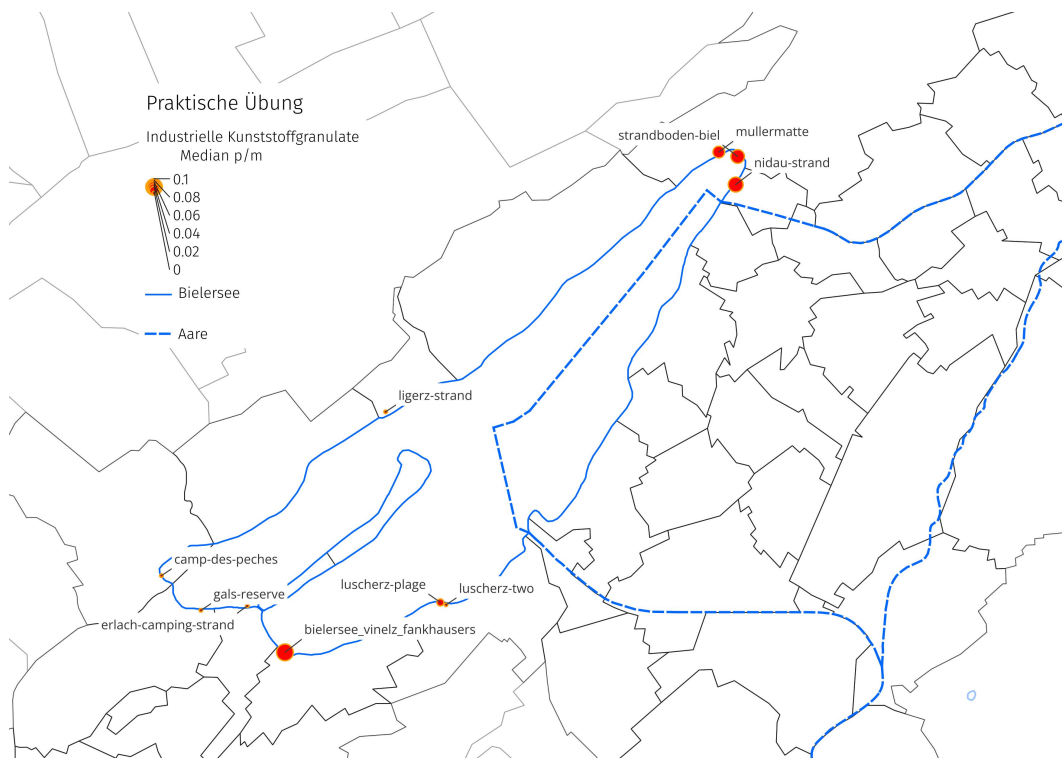 Praktische Übung
Industrielle Kunststoffgranulate
Median p/m
0.1
0.08
0.06
0.04
0.02
0
Bielersee
Aare
strandboden-biel
mullermatte
nidau-strand
ligerz-strand
camp-des-peches
gals-reserve
erlach-camping-strand
luscherz-plage
luscherz-two
bielersee_vinelz_fankhausers